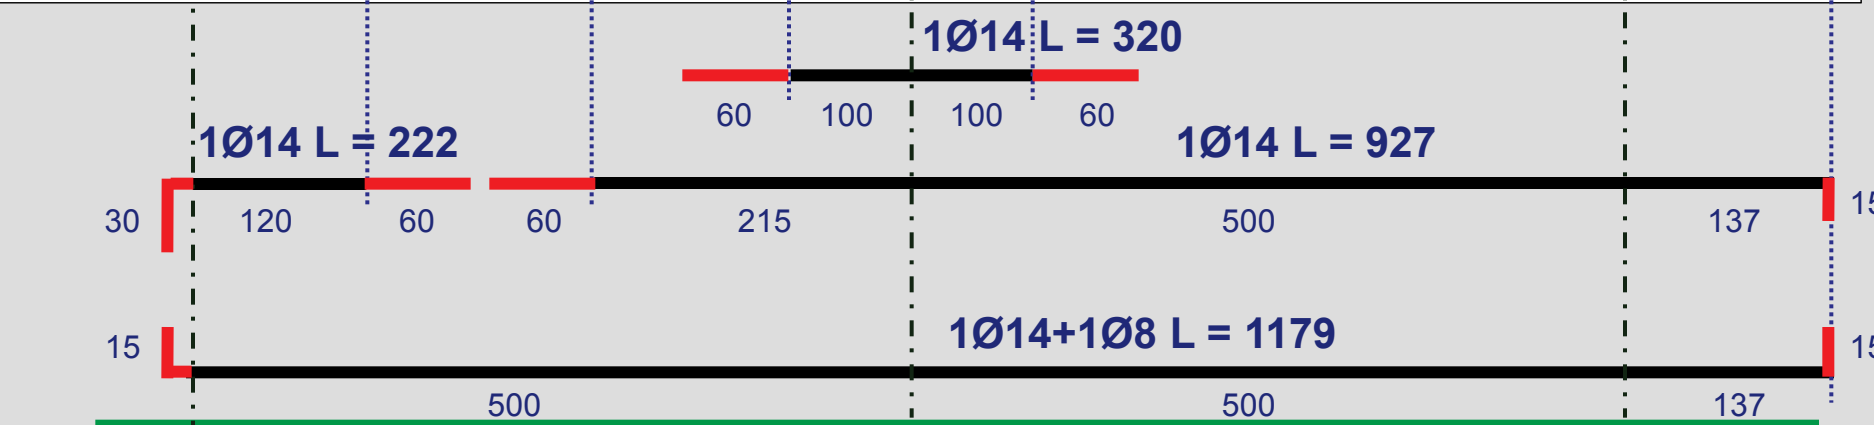 1Ø14 L = 320
60 100 100 60
1Ø14 L = 222 1Ø14 L = 927
30 120 60 60 215 500 137 15
1Ø14+1Ø8 L = 1179
15 15
500 500 137